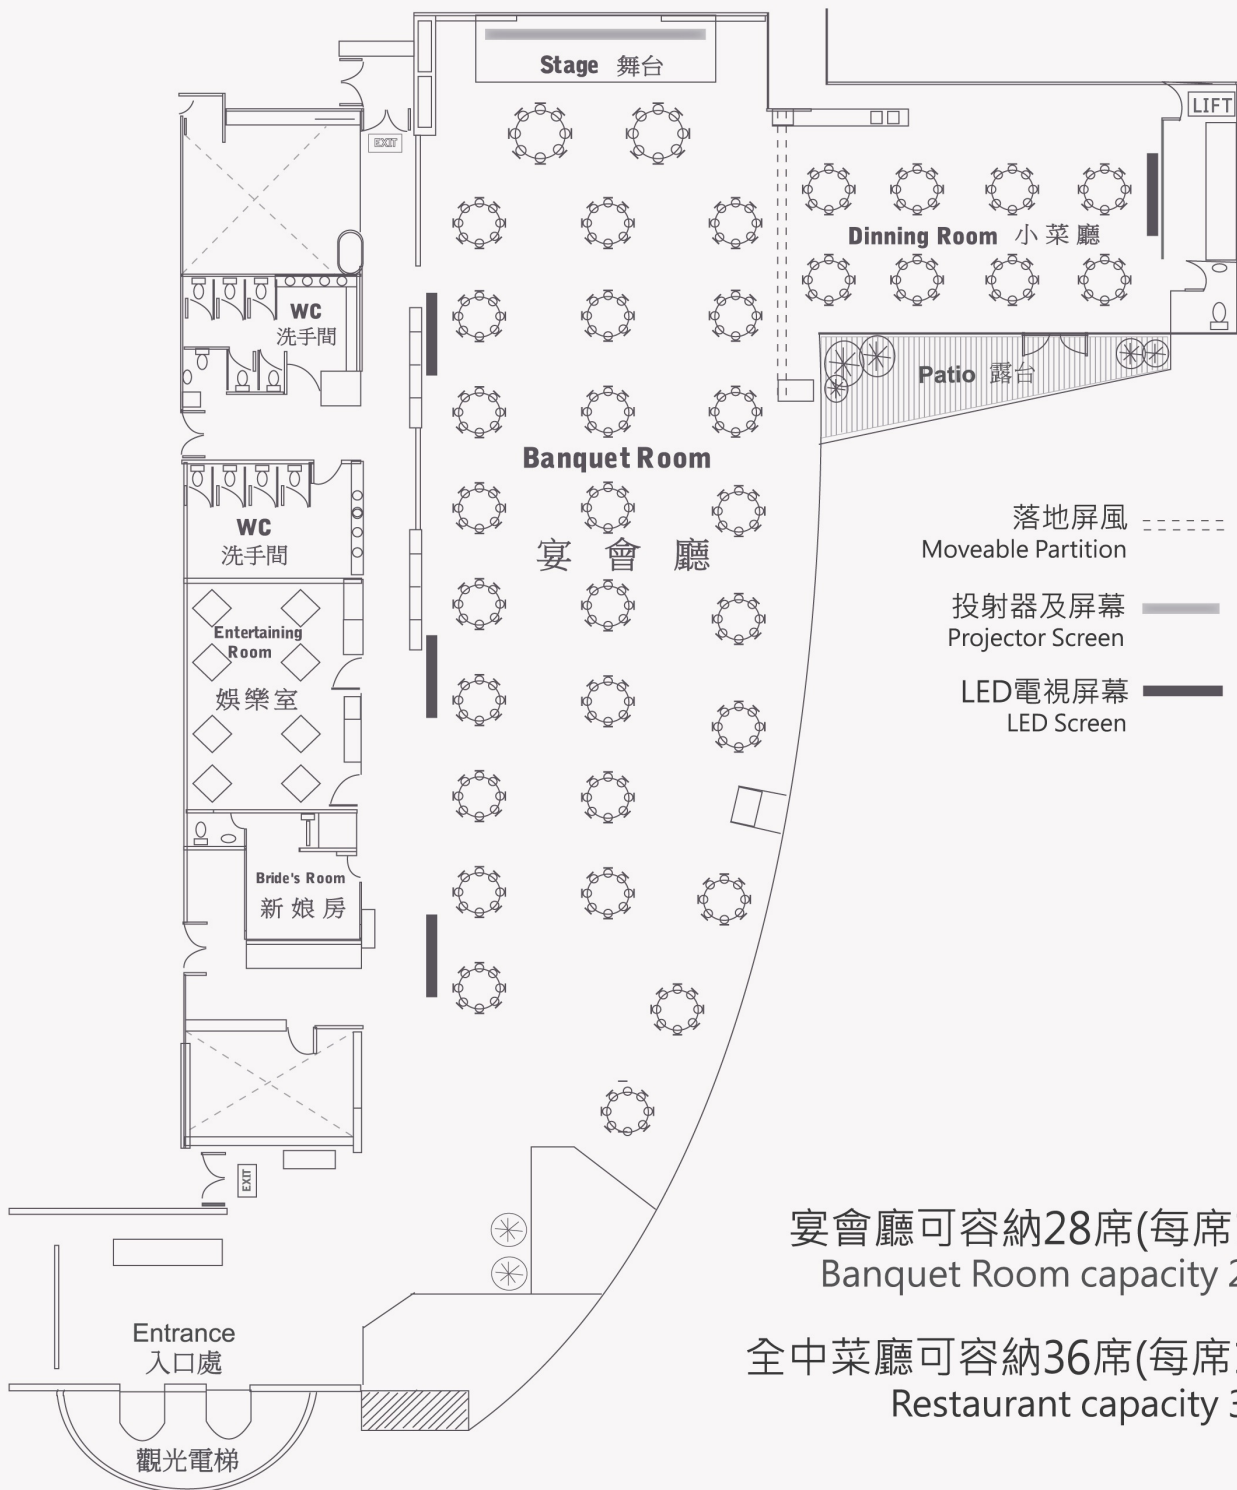 Stage 舞台
LIFT
EXIT
Dinning Room 小菜廳
WC
洗手間
Patio 露台
Banquet Room
宴會廳
WC
洗手間
落地屏風
Moveable Partition
投射器及屏幕
Projector Screen
LED電視屏幕
LED Screen
Entertaining
Room
娛樂室
Bride's Room
新娘房
EXIT
宴會廳可容納28席(每席
Banquet Room capacity 2
Entrance
入口處
全中菜廳可容納36席(每席
Restaurant capacity 3
觀光電梯